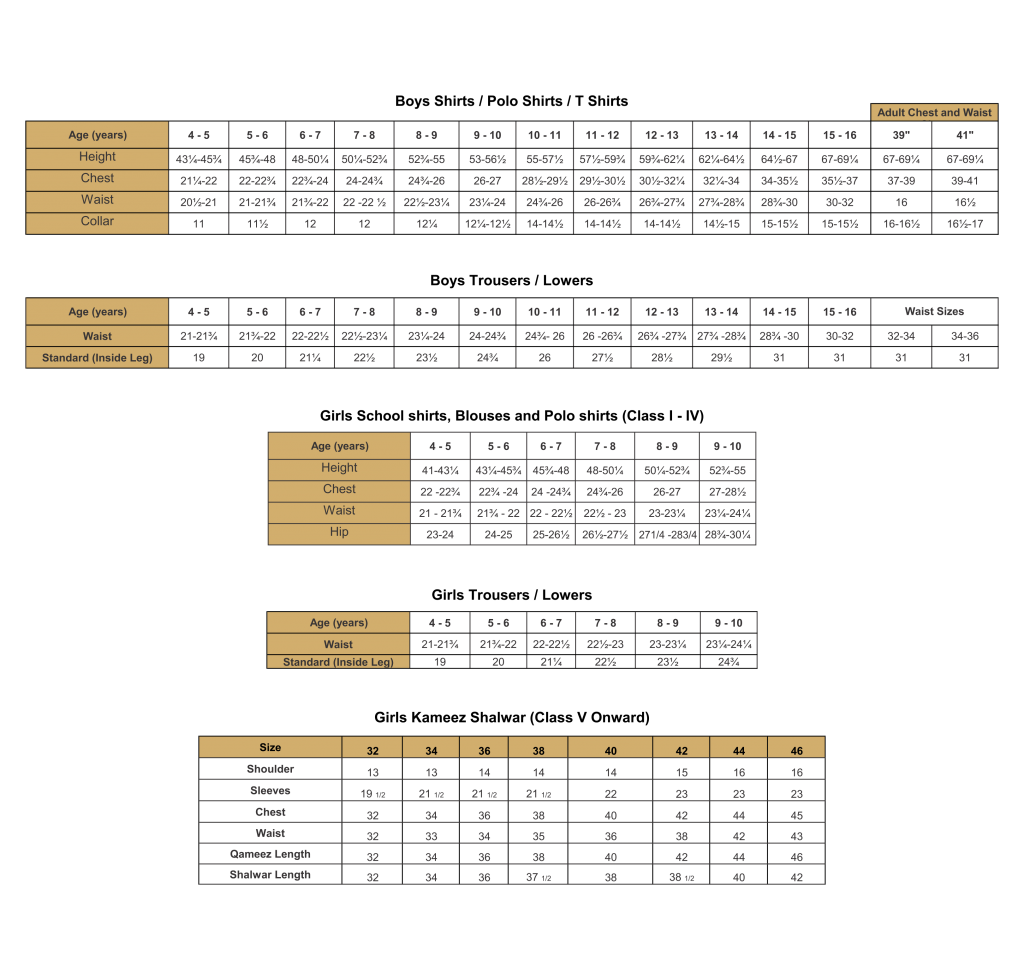 Boys Shirts / Polo Shirts / T Shirts
Adult Chest and Waist
Age (years) 4 - 5 5 - 6 6 - 7 7 - 8 8 - 9 9 - 10 10 - 11 11 - 12 12 - 13 13 - 14 14 - 15 15 - 16 39" 41"
Height 43¼-45¾ 45¾-48 48-50¼ 50¼-52¾ 52¾-55 53-56½ 55-57½ 57½-59¾ 59¾-62¼ 62¼-64½ 64½-67 67-69¼ 67-69¼ 67-69¼
Chest 21¼-22 22-22¾ 22¾-24 24-24¾ 24¾-26 26-27 28½-29½ 29½-30½ 30½-32¼ 32¼-34 34-35½ 35½-37 37-39 39-41
Waist 20½-21 21-21¾ 21¾-22 22 -22 ½ 22½-23¼ 23¼-24 24¾-26 26-26¾ 26¾-27¾ 27¾-28¾ 28¾-30 30-32 16 16½
Collar 11 11½ 12 12 12¼ 12¼-12½ 14-14½ 14-14½ 14-14½ 14½-15 15-15½ 15-15½ 16-16½ 16½-17
Boys Trousers / Lowers
Age (years) 4 - 5 5 - 6 6 - 7 7 - 8 8 - 9 9 - 10 10 - 11 11 - 12 12 - 13 13 - 14 14 - 15 15 - 16 Waist Sizes
Waist 21-21¾ 21¾-22 22-22½ 22½-23¼ 23¼-24 24-24¾ 24¾- 26 26 -26¾ 26¾ -27¾ 27¾ -28¾ 28¾ -30 30-32 32-34 34-36
Standard (Inside Leg) 19 20 21¼ 22½ 23½ 24¾ 26 27½ 28½ 29½ 31 31 31 31
Girls School shirts, Blouses and Polo shirts (Class I - IV)
Age (years) 4 - 5 5 - 6 6 - 7 7 - 8 8 - 9 9 - 10
Height 41-43¼ 43¼-45¾ 45¾-48 48-50¼ 50¼-52¾ 52¾-55
Chest 22 -22¾ 22¾ -24 24 -24¾ 24¾-26 26-27 27-28½
Waist 21 - 21¾ 21¾ - 22 22 - 22½ 22½ - 23 23-23¼ 23¼-24¼
Hip 23-24 24-25 25-26½ 26½-27½ 271/4 -283/4 28¾-30¼
Girls Trousers / Lowers
Age (years) 4 - 5 5 - 6 6 - 7 7 - 8 8 - 9 9 - 10
Waist 21-21¾ 21¾-22 22-22½ 22½-23 23-23¼ 23¼-24¼
Standard (Inside Leg) 19 20 21¼ 22½ 23½ 24¾
Girls Kameez Shalwar (Class V Onward)
Size 32 34 36 38 40 42 44 46
Shoulder 13 13 14 14 14 15 16 16
Sleeves 19 1/2 21 1/2 21 1/2 21 1/2 22 23 23 23
Chest 32 34 36 38 40 42 44 45
Waist 32 33 34 35 36 38 42 43
Qameez Length 32 34 36 38 40 42 44 46
Shalwar Length 32 34 36 37 1/2 38 38 1/2 40 42